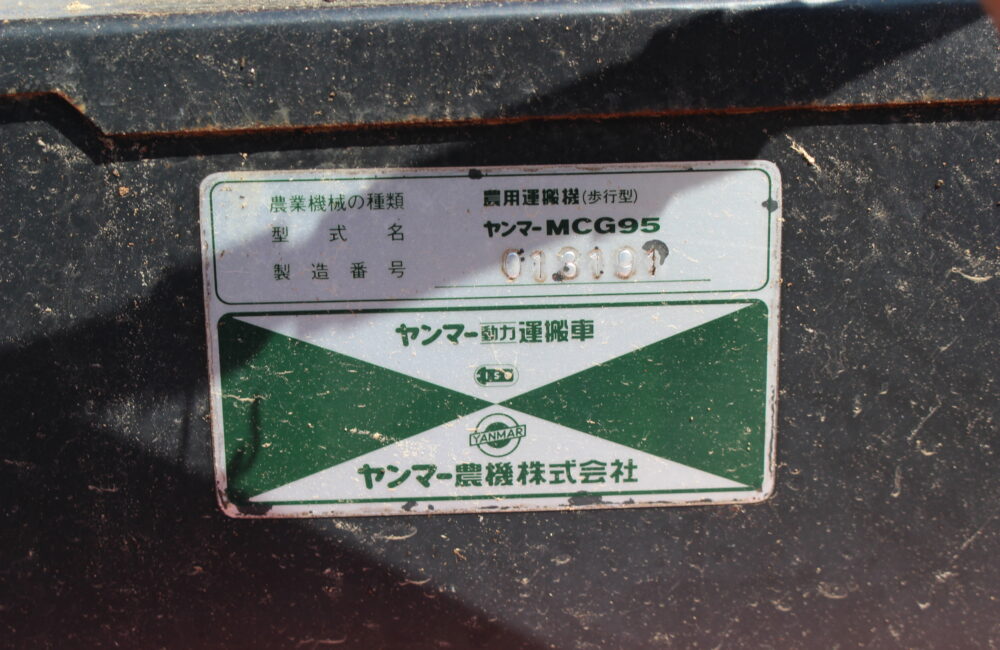 農業機械の種類 農用運搬機(歩行型)
型式名 ヤンマーMCG95
製造番号 013191
ヤンマー動力運搬車
YANMAR
ヤンマー農機株式会社